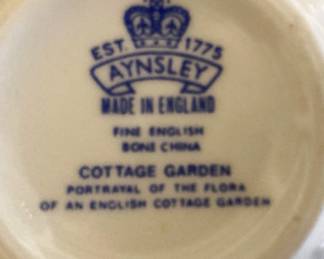 EST. 1775
AYNSLEY
MADE IN ENGLAND
FINE ENGLISH
BONE CHINA
COTTAGE GARDEN
PORTRAYAL OF THE FLORA
OF AN ENGLISH COTTAGE GARDEN